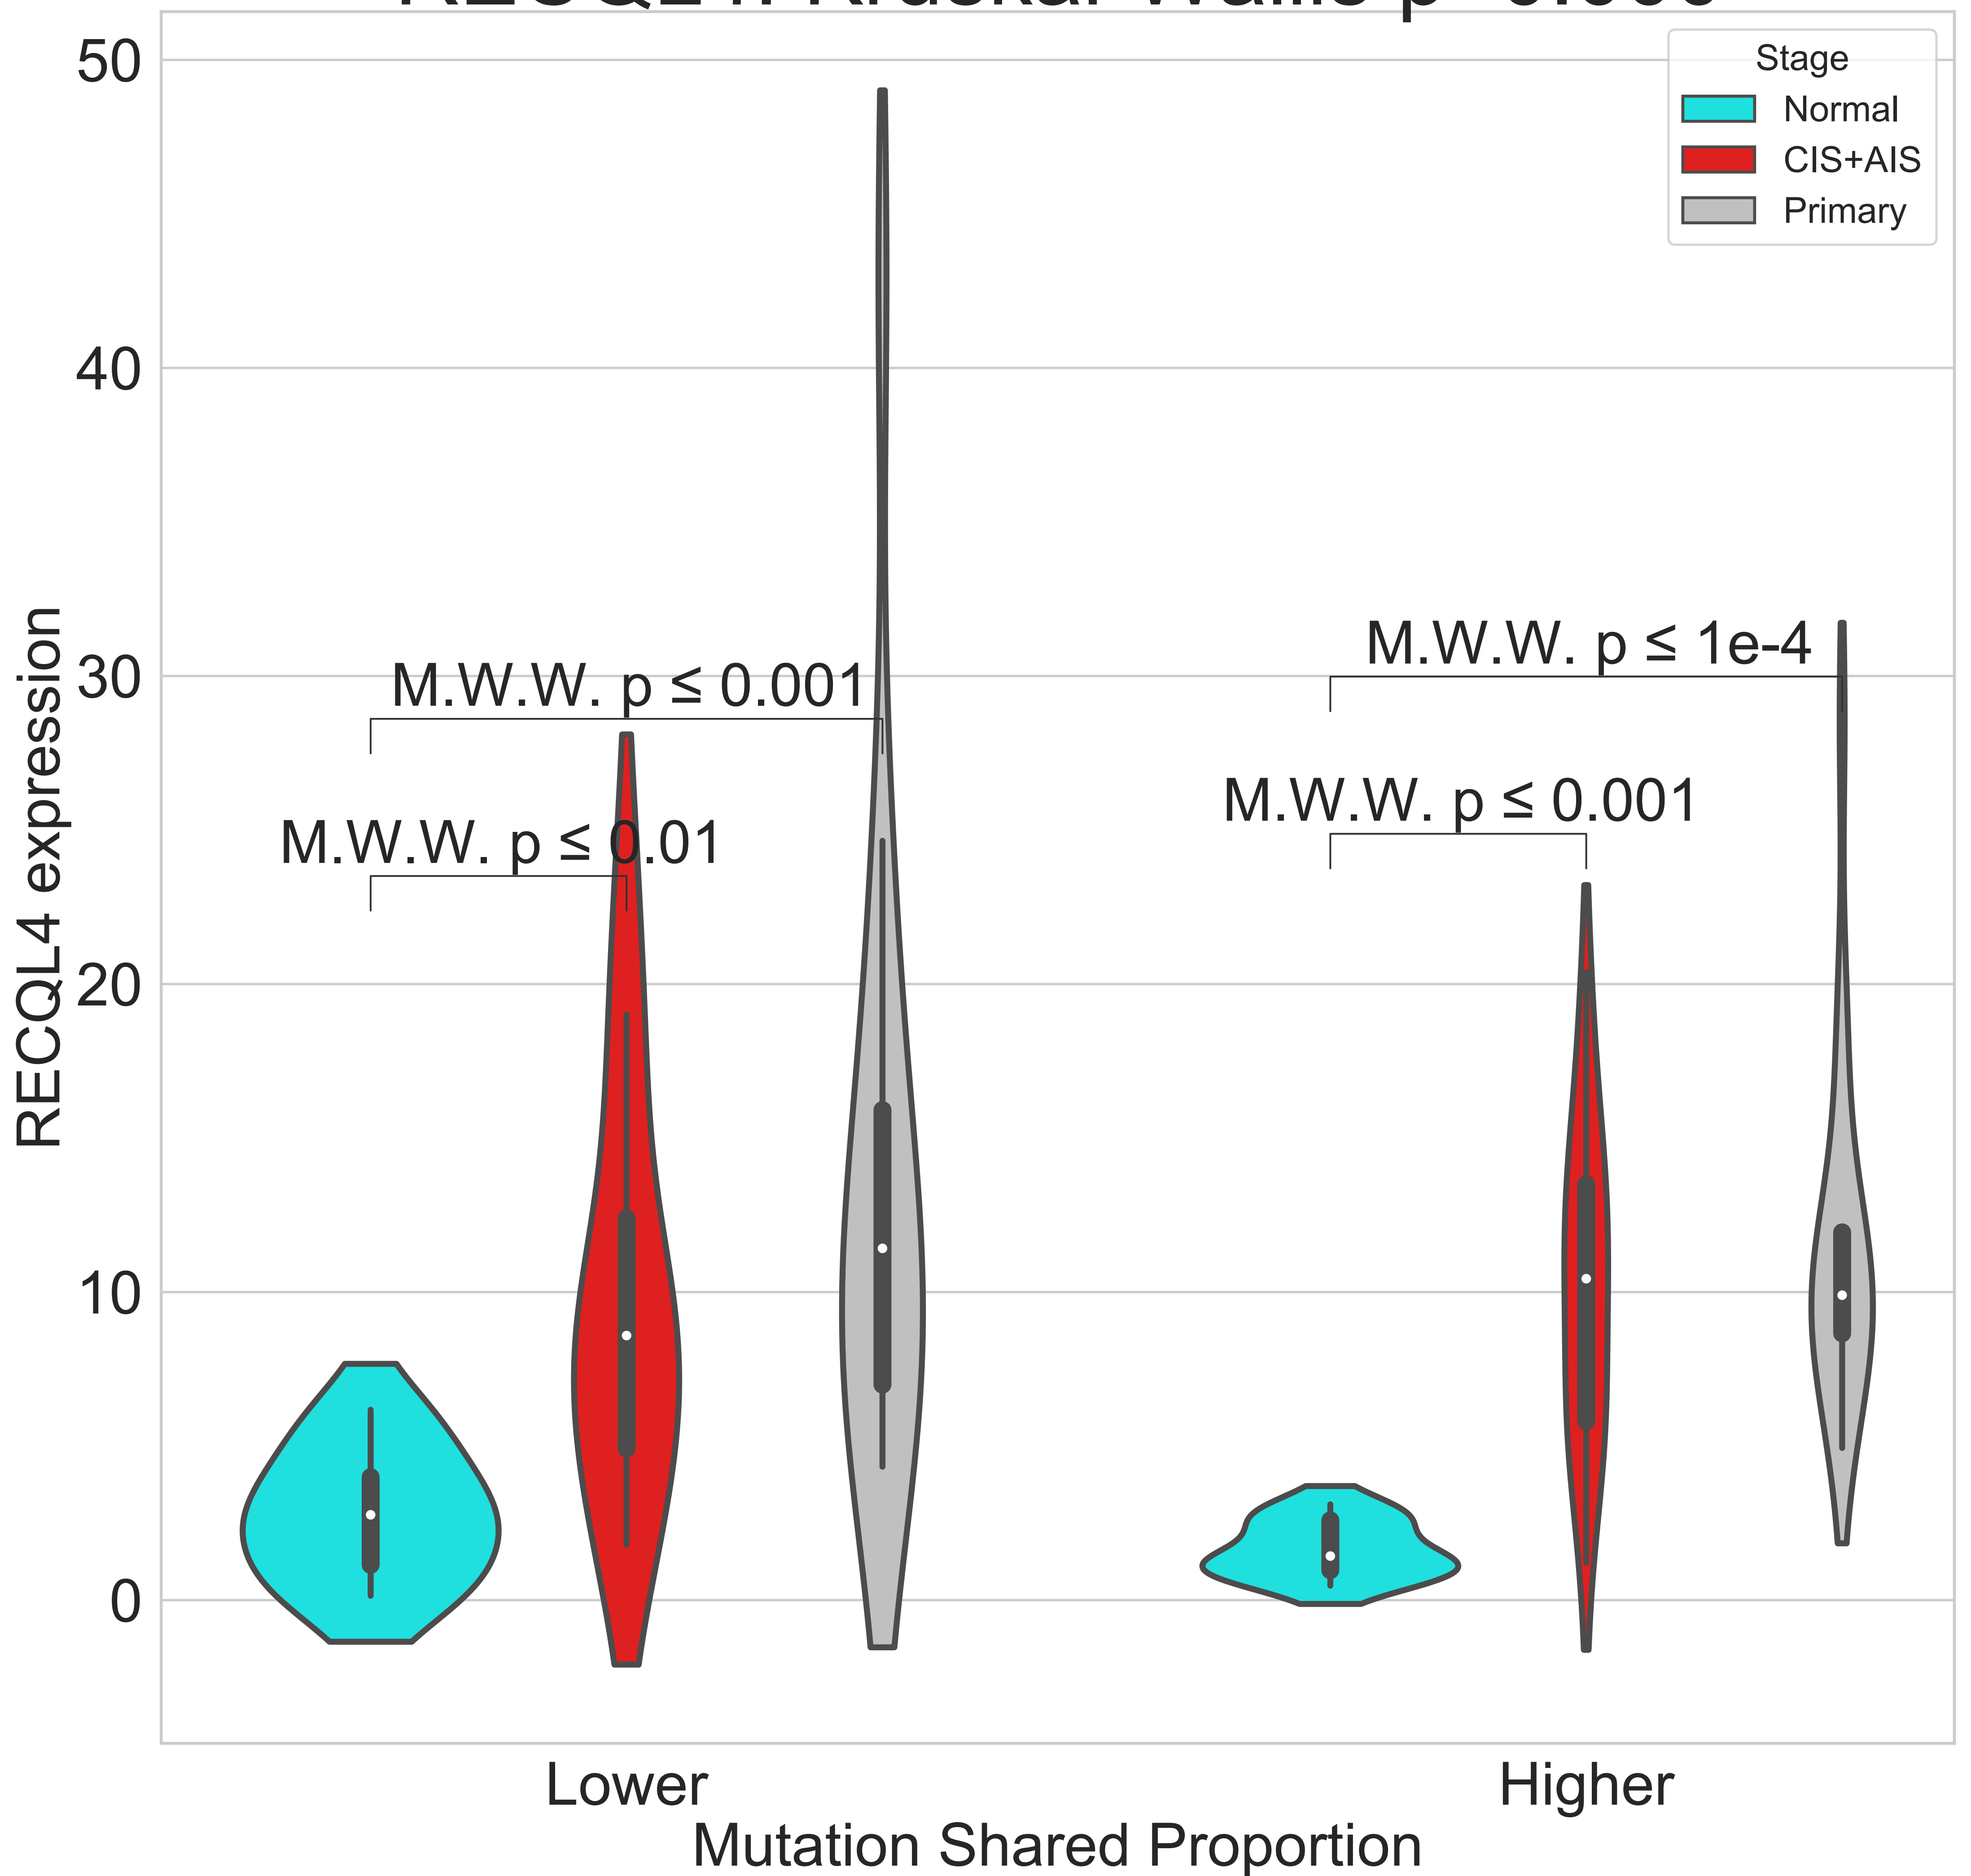 50
Stage
Normal
CIS+AIS
Primary
40
30
20
10
0
RECQL4 expression
M.W.W. p ≤ 0.001
M.W.W. p ≤ 0.01
M.W.W. p ≤ 1e-4
M.W.W. p ≤ 0.001
Lower
Higher
Mutation Shared Proportion